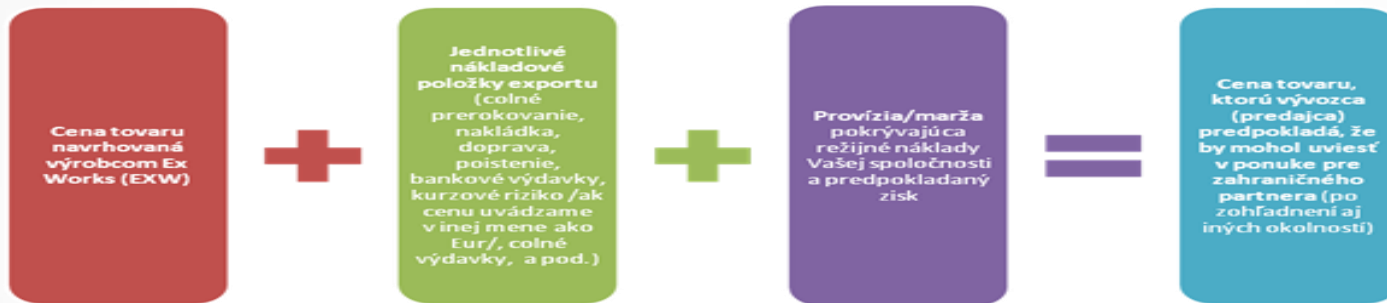 Cena tovaru
navrhovaná
výrobcom Ex
Works (EXW)
Jednotlivé
nákladové
položky exportu
(colné
prerokovanie,
nakládka,
doprava,
poistenie,
bankové výdavky,
kurzové riziko /ak
cenu uvádzame
v inej mene ako
Eur/, colné
výdavky, a pod.)
Provízia/marža
pokrývajúca
režijné náklady
Vašej spoločnosti
a predpokladaný
zisk
Cena tovaru,
ktorú vývozca
(predajca)
predpokladá, že
by mohol uviesť
v ponuke pre
zahraničného
partnera (po
zohľadnení aj
iných okolností)